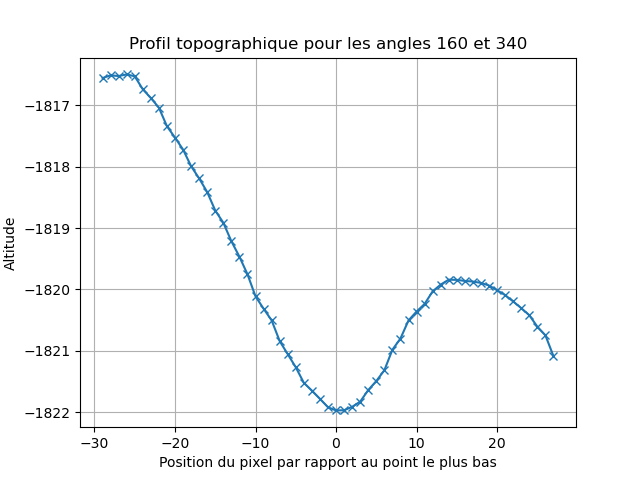 Profil topographique pour les angles 160 et 340
Altitude
−1817
−1818
−1819
−1820
−1821
−1822
−30 −20 −10 0 10 20
Position du pixel par rapport au point le plus bas